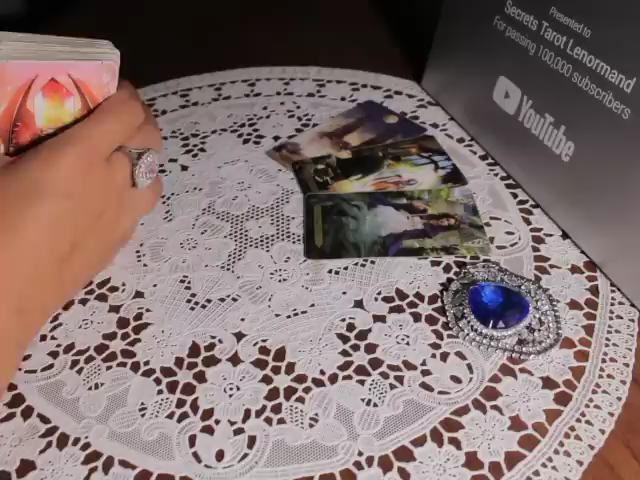 Presented to
Secrets Tarot Lenormand
For passing 100,000 subscribers
YouTube